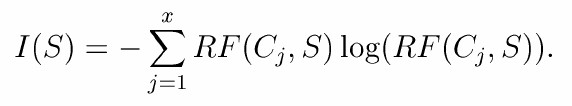 I(S) = − \sum_{j=1}^{x} RF(C_j, S) \log(RF(C_j, S)).